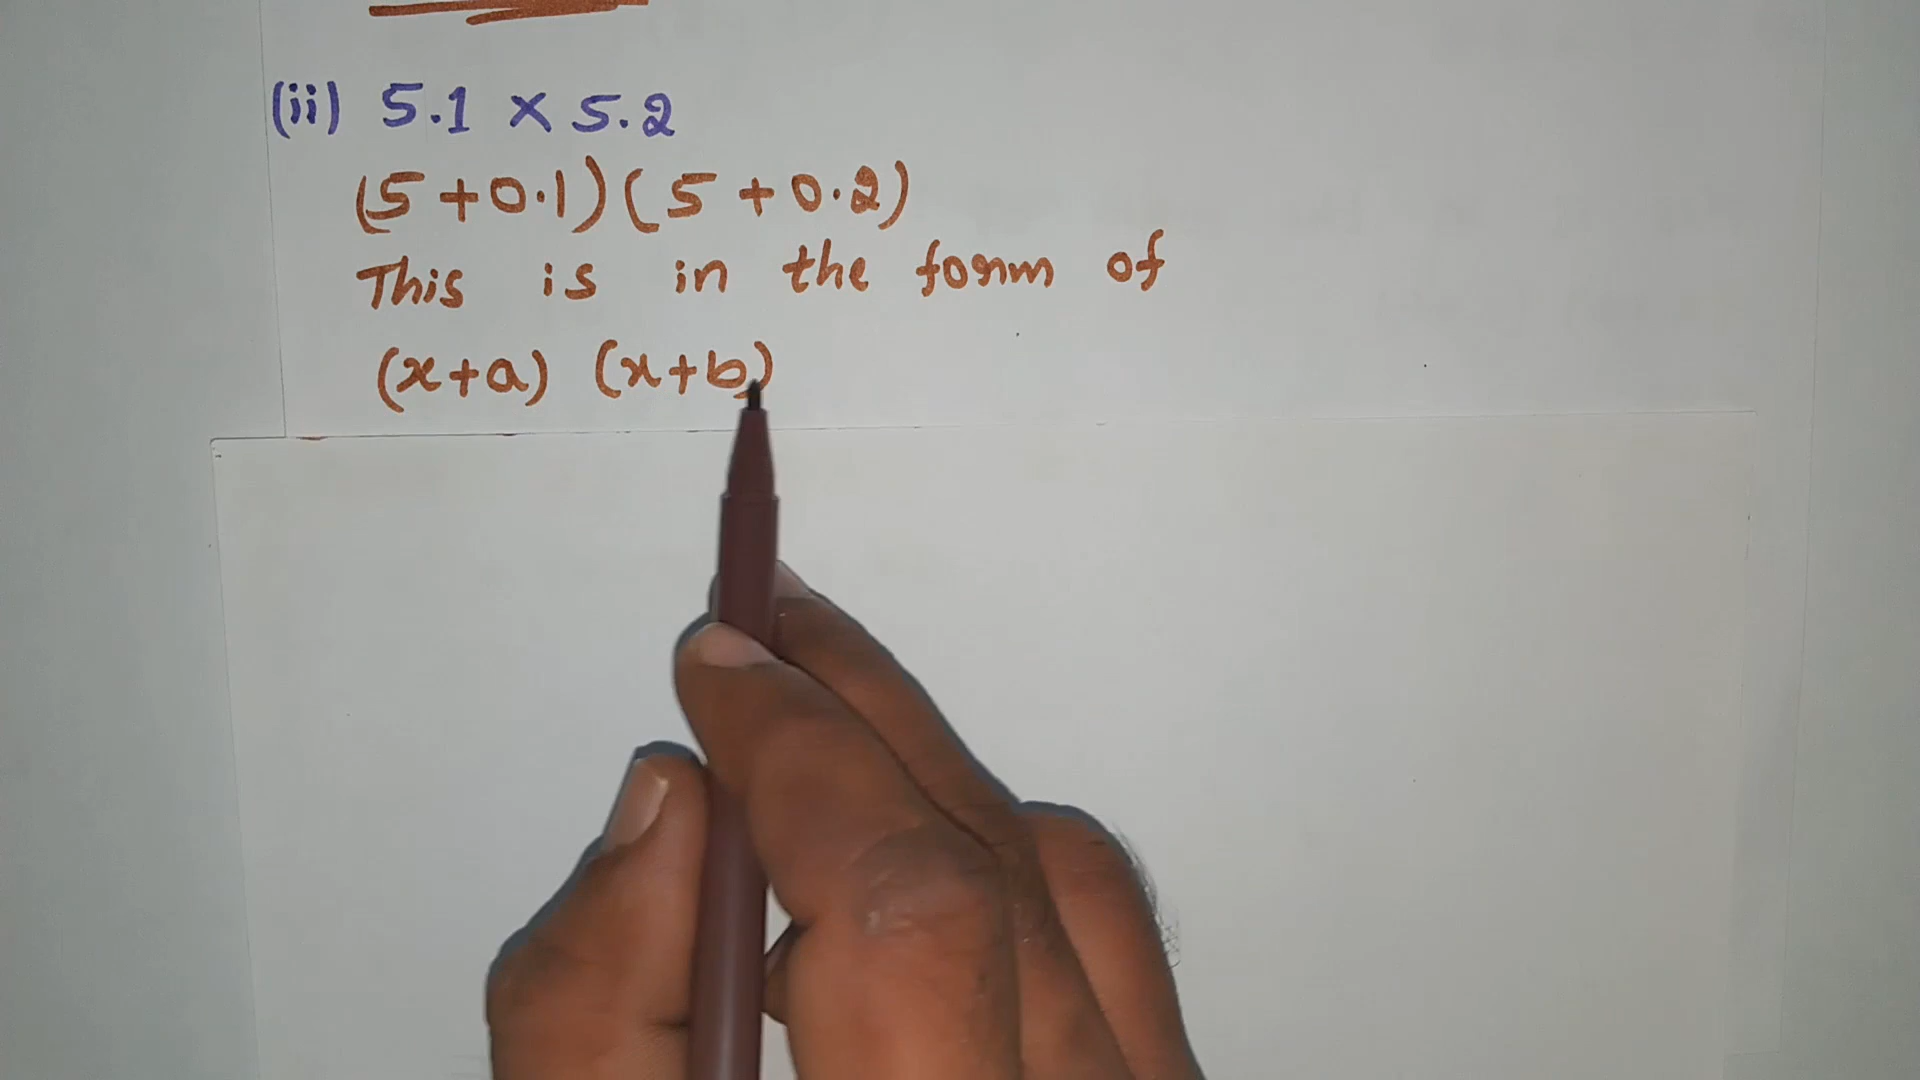 (ii) 5.1 × 5.2
(5+0.1)(5+0.2)
This is in the form of
(x+a) (x+b)